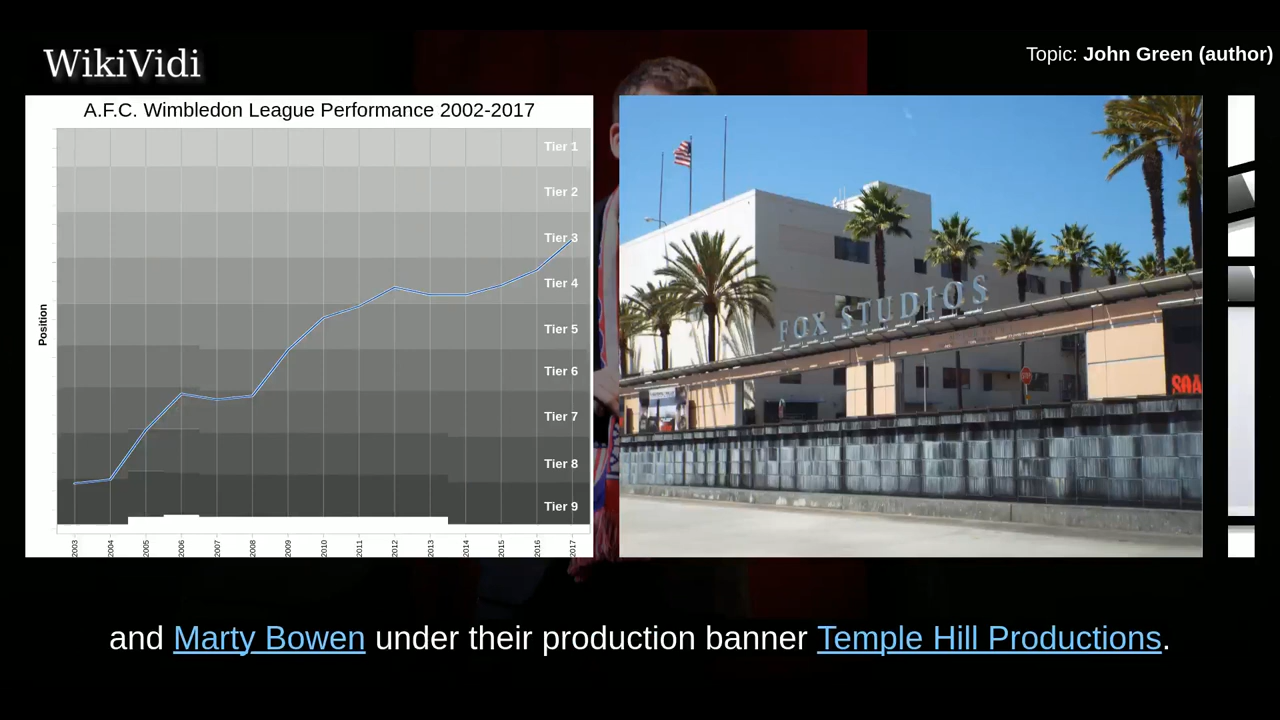 WikiVidi
Topic: John Green (author)
A.F.C. Wimbledon League Performance 2002-2017
Tier 1
Tier 2
Tier 3
Tier 4
Tier 5
Tier 6
Tier 7
Tier 8
Tier 9
Position
2003
2004
2005
2006
2007
2008
2009
2010
2011
2012
2013
2014
2015
2016
2017
FOX STUDIOS
and Marty Bowen under their production banner Temple Hill Productions.